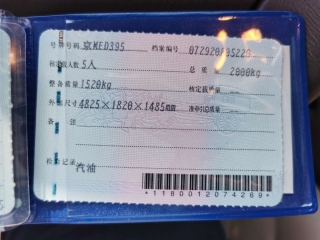 号牌号码 京MED395 档案编号
核定载人数 5人 总质量 2000kg
整备质量 1520kg 核定载质量 --
外廓尺寸 4825×1820×1485mm 准牵引总质量 --
备注
检验记录 汽油
*1180012074269*